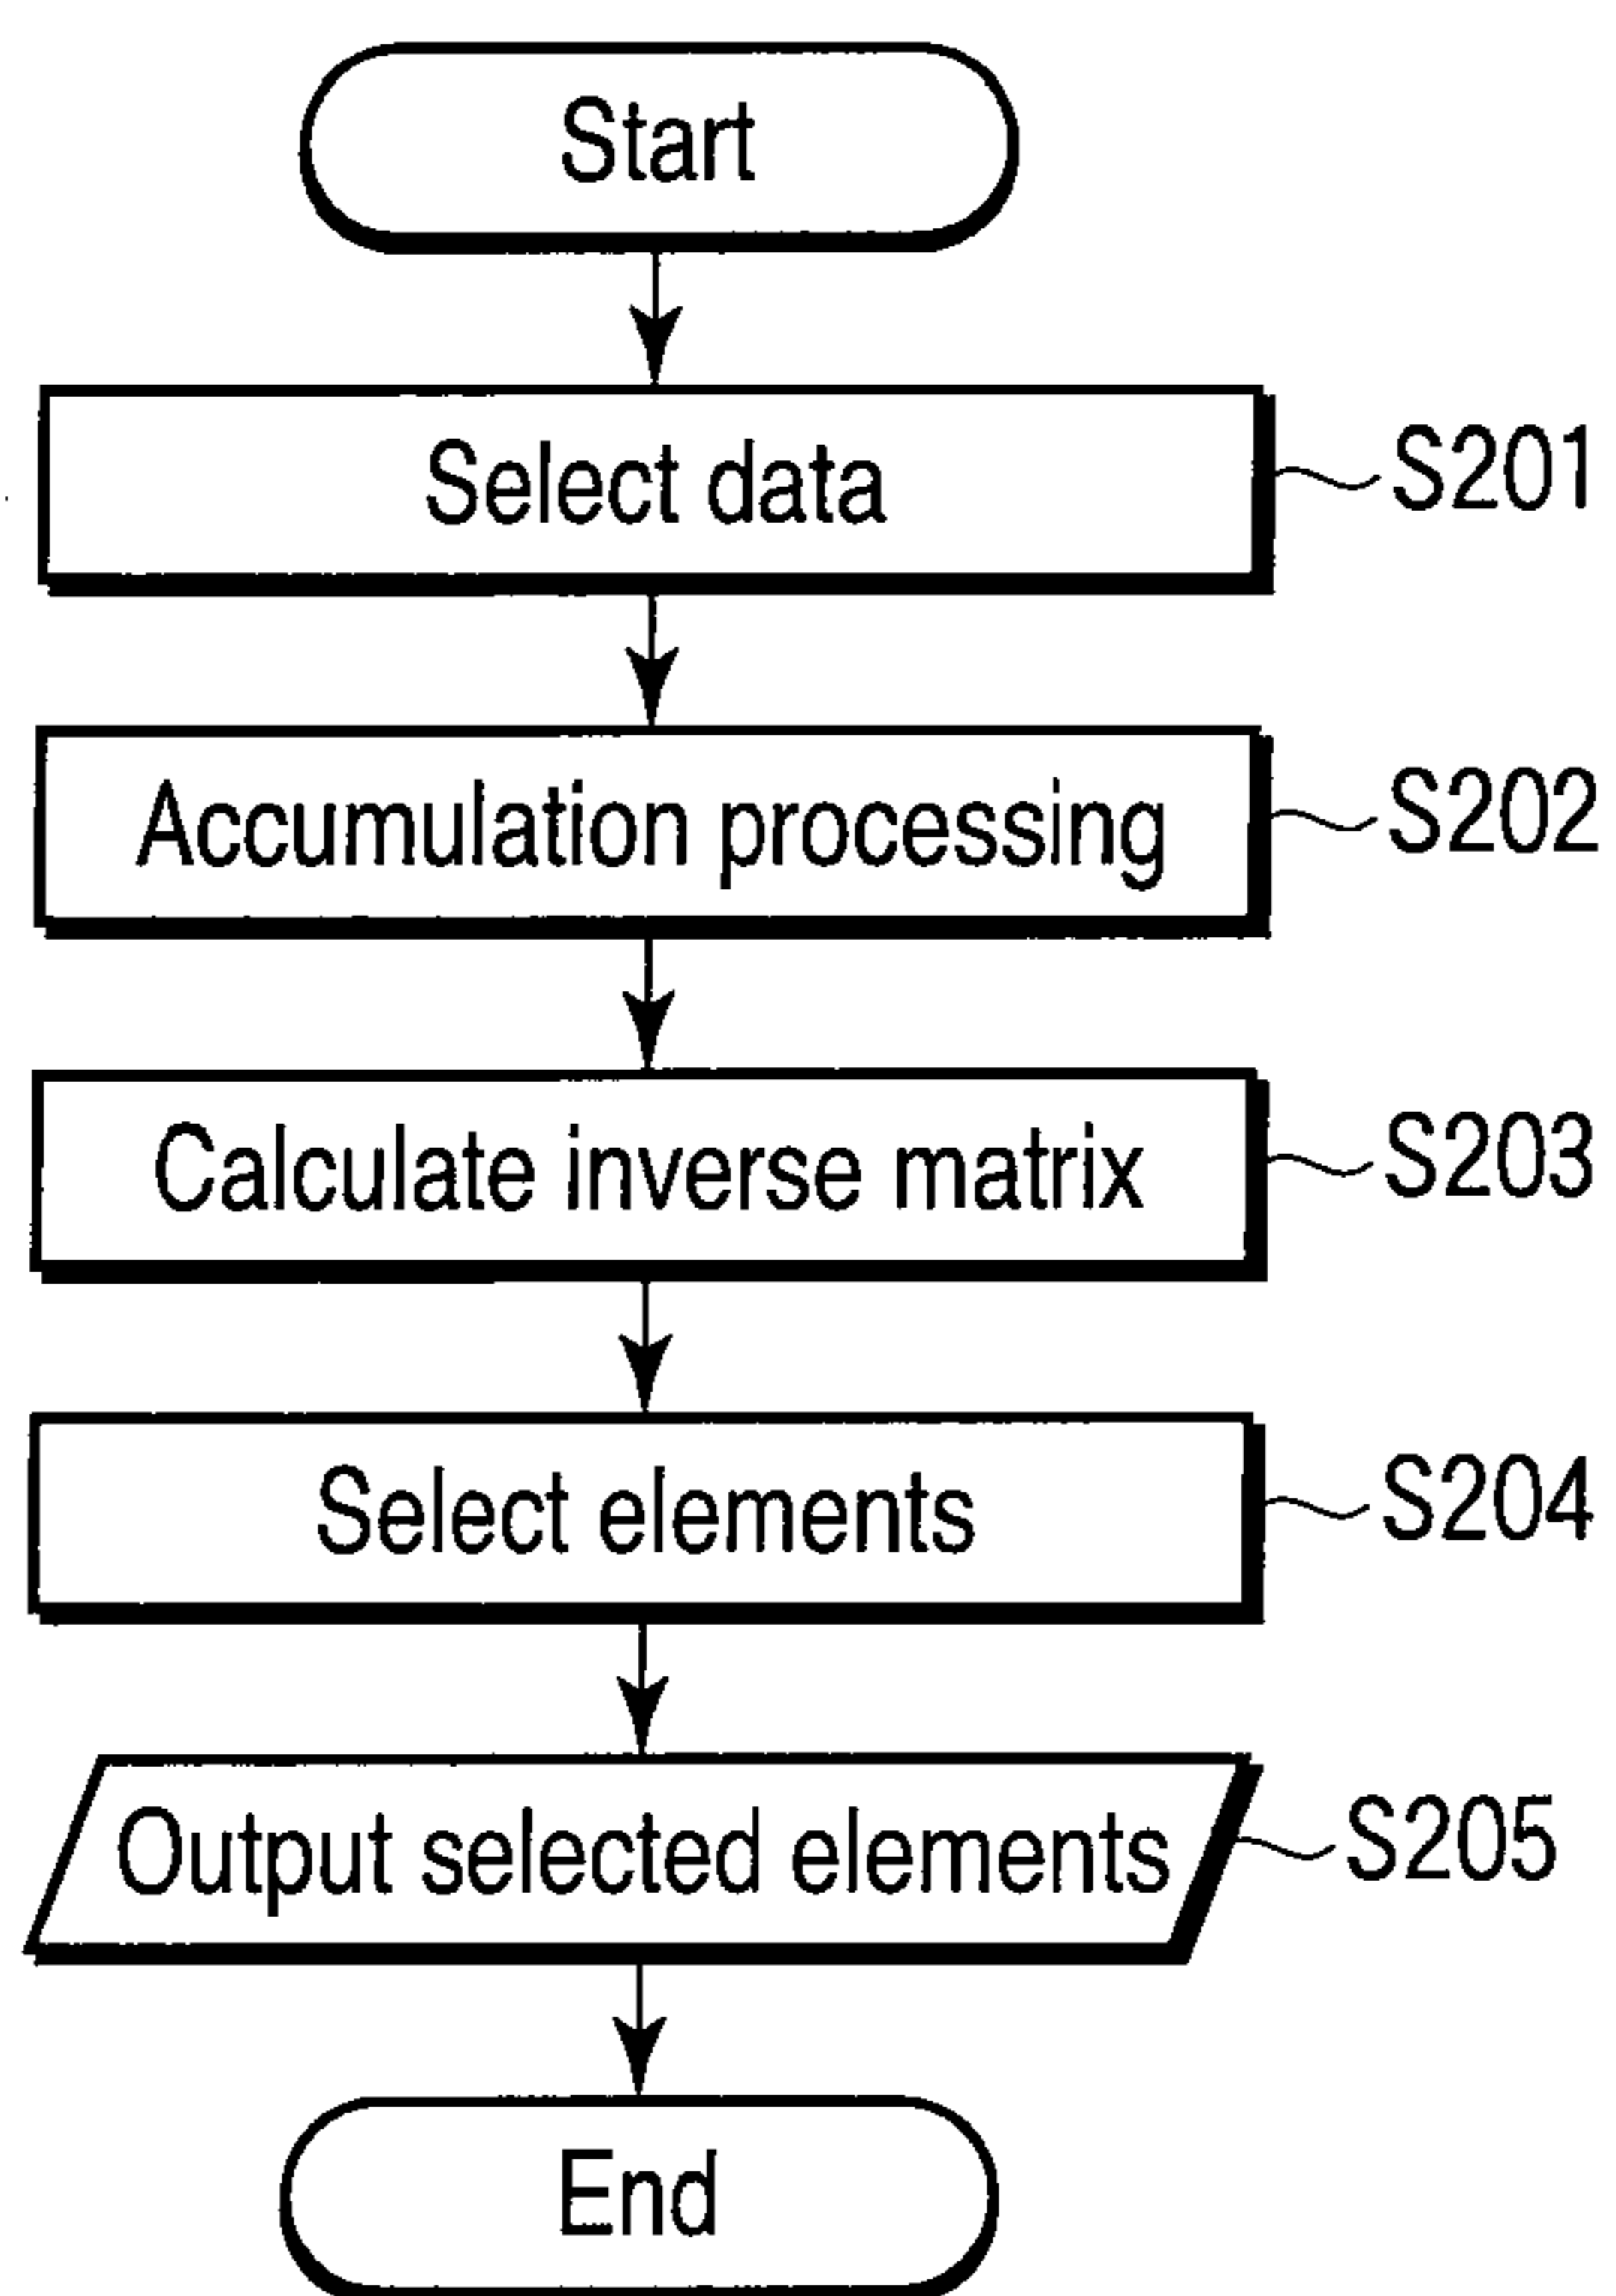 Start
Select data
S201
Accumulation processing
S202
Calculate inverse matrix
S203
Select elements
S204
Output selected elements
S205
End